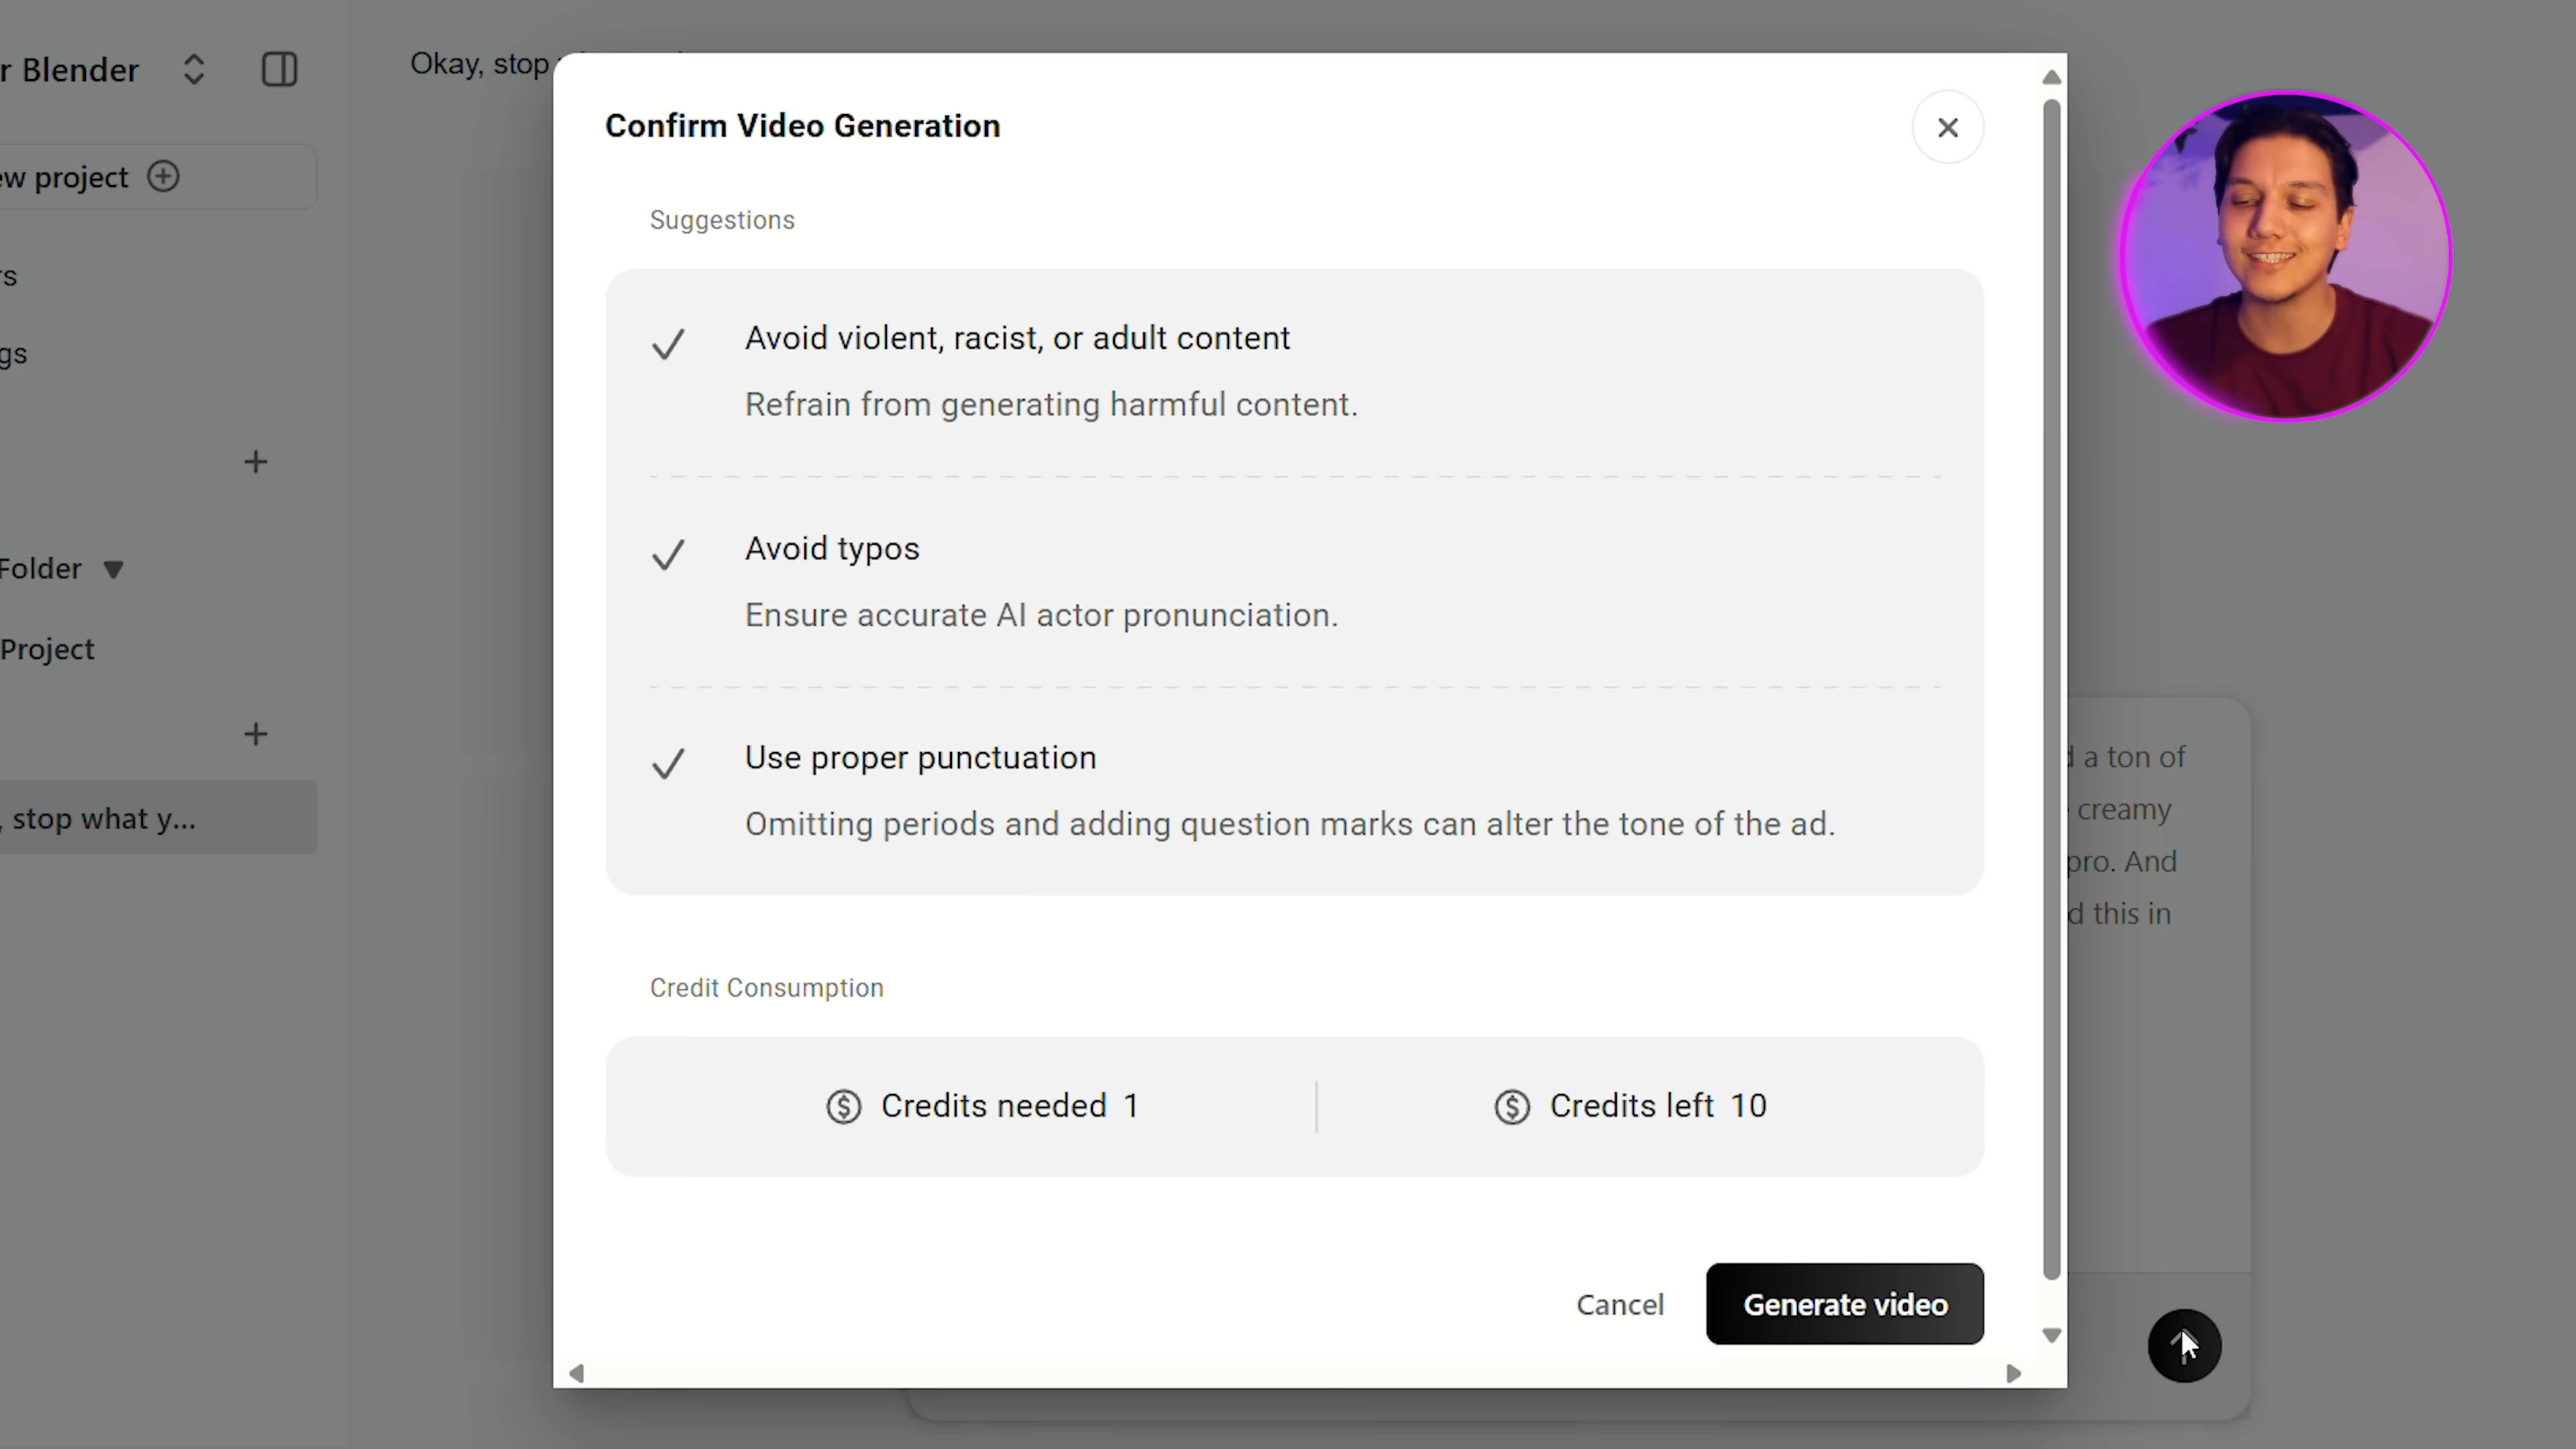 r Blender
Okay, stop
ew project
rs
gs
Folder
Project
, stop what y...
Confirm Video Generation
Suggestions
Avoid violent, racist, or adult content
Refrain from generating harmful content.
Avoid typos
Ensure accurate AI actor pronunciation.
Use proper punctuation
Omitting periods and adding question marks can alter the tone of the ad.
Credit Consumption
Credits needed 1
Credits left 10
Cancel
Generate video
d a ton of
creamy
pro. And
d this in